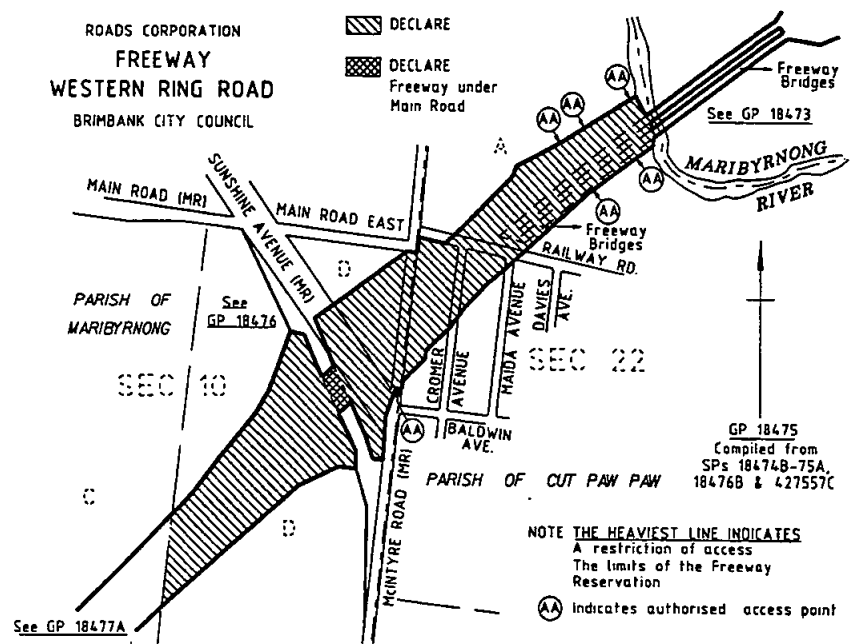 ROADS CORPORATION
FREEWAY
WESTERN RING ROAD
BRIMBANK CITY COUNCIL
DECLARE
DECLARE
Freeway under
Main Road
AA
AA
AA
AA
AA
AA
Freeway
Bridges
See GP 18473
MARIBYRNONG
RIVER
A
SUNSHINE AVENUE (MR)
MAIN ROAD (MR)
MAIN ROAD EAST
Freeway
Bridges
RAILWAY RD.
D
PARISH OF
MARIBYRNONG
See
GP 18476
CROMER
AVENUE
MAIDA AVENUE
DAVIES
AVE.
SEC 10
SEC 22
BALDWIN
AVE.
McINTYRE ROAD (MR)
PARISH OF CUT PAW PAW
GP 18475
Compiled from
SPs 18474B-75A,
18476B & 427557C
C
D
NOTE THE HEAVIEST LINE INDICATES
A restriction of access
The limits of the Freeway
Reservation
AA Indicates authorised access point
See GP 18477A